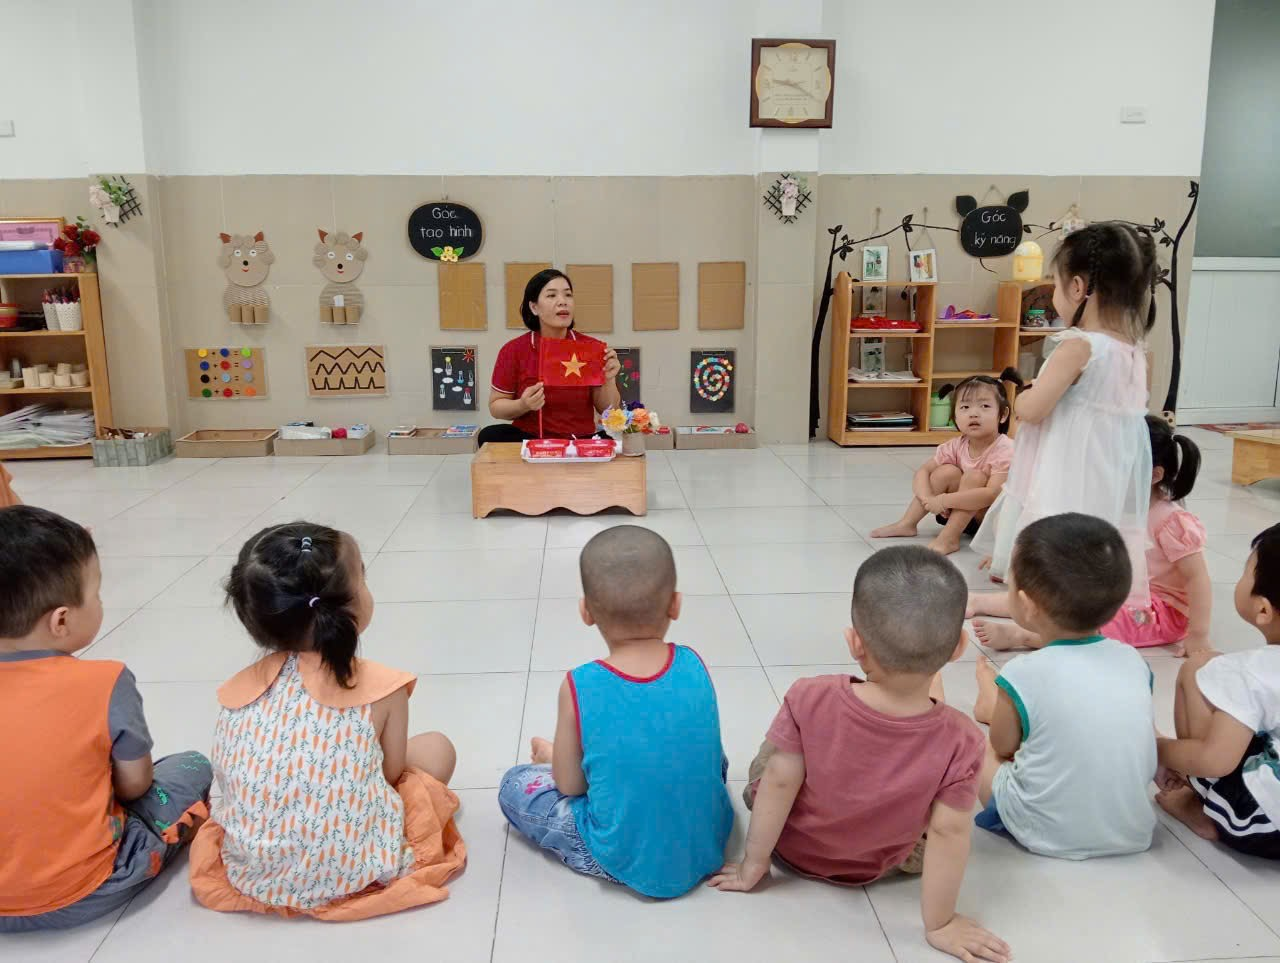 Góc
tạo hình
Góc
kỹ năng